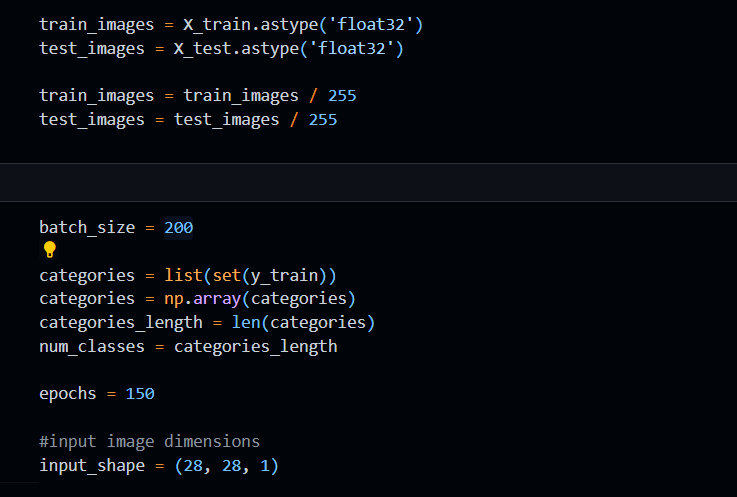 train_images = X_train.astype('float32')
test_images = X_test.astype('float32')
train_images = train_images / 255
test_images = test_images / 255
batch_size = 200
categories = list(set(y_train))
categories = np.array(categories)
categories_length = len(categories)
num_classes = categories_length
epochs = 150
#input image dimensions
input_shape = (28, 28, 1)